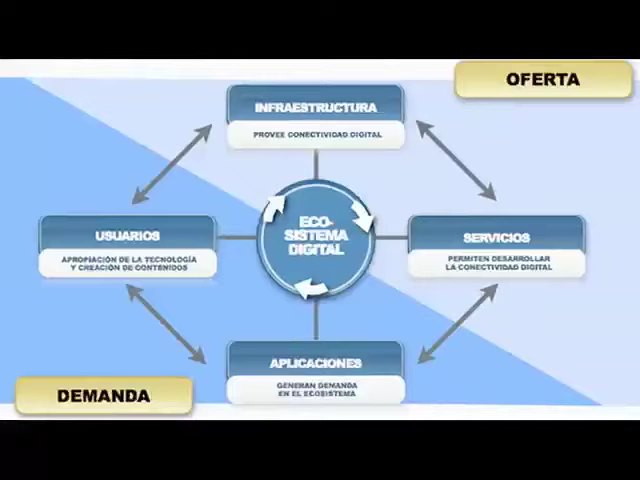 OFERTA
INFRAESTRUCTURA
PROVEE CONECTIVIDAD DIGITAL
USUARIOS
APROPIACIÓN DE LA TECNOLOGÍA
Y CREACIÓN DE CONTENIDOS
ECO-
SISTEMA
DIGITAL
SERVICIOS
PERMITEN DESARROLLAR
LA CONECTIVIDAD DIGITAL
APLICACIONES
GENERAN DEMANDA
EN EL ECOSISTEMA
DEMANDA